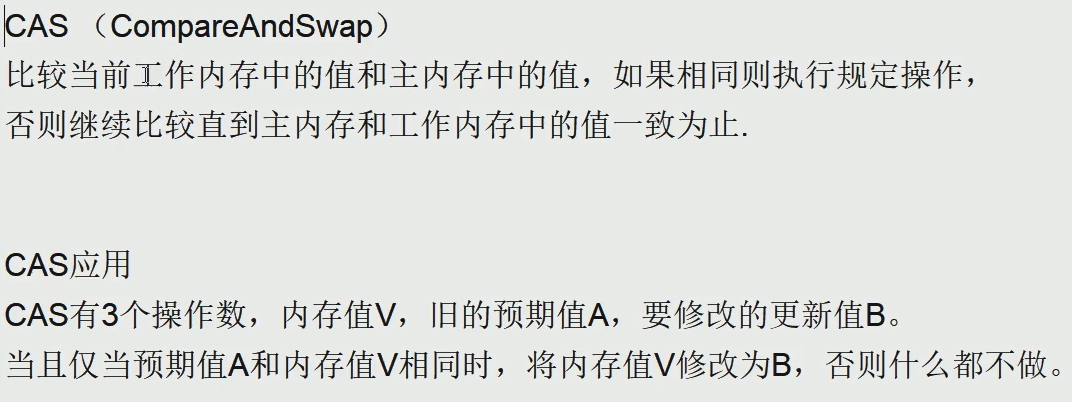 CAS （CompareAndSwap）
比较当前工作内存中的值和主内存中的值，如果相同则执行规定操作，
否则继续比较直到主内存和工作内存中的值一致为止.
CAS应用
CAS有3个操作数，内存值V，旧的预期值A，要修改的更新值B。
当且仅当预期值A和内存值V相同时，将内存值V修改为B，否则什么都不做。